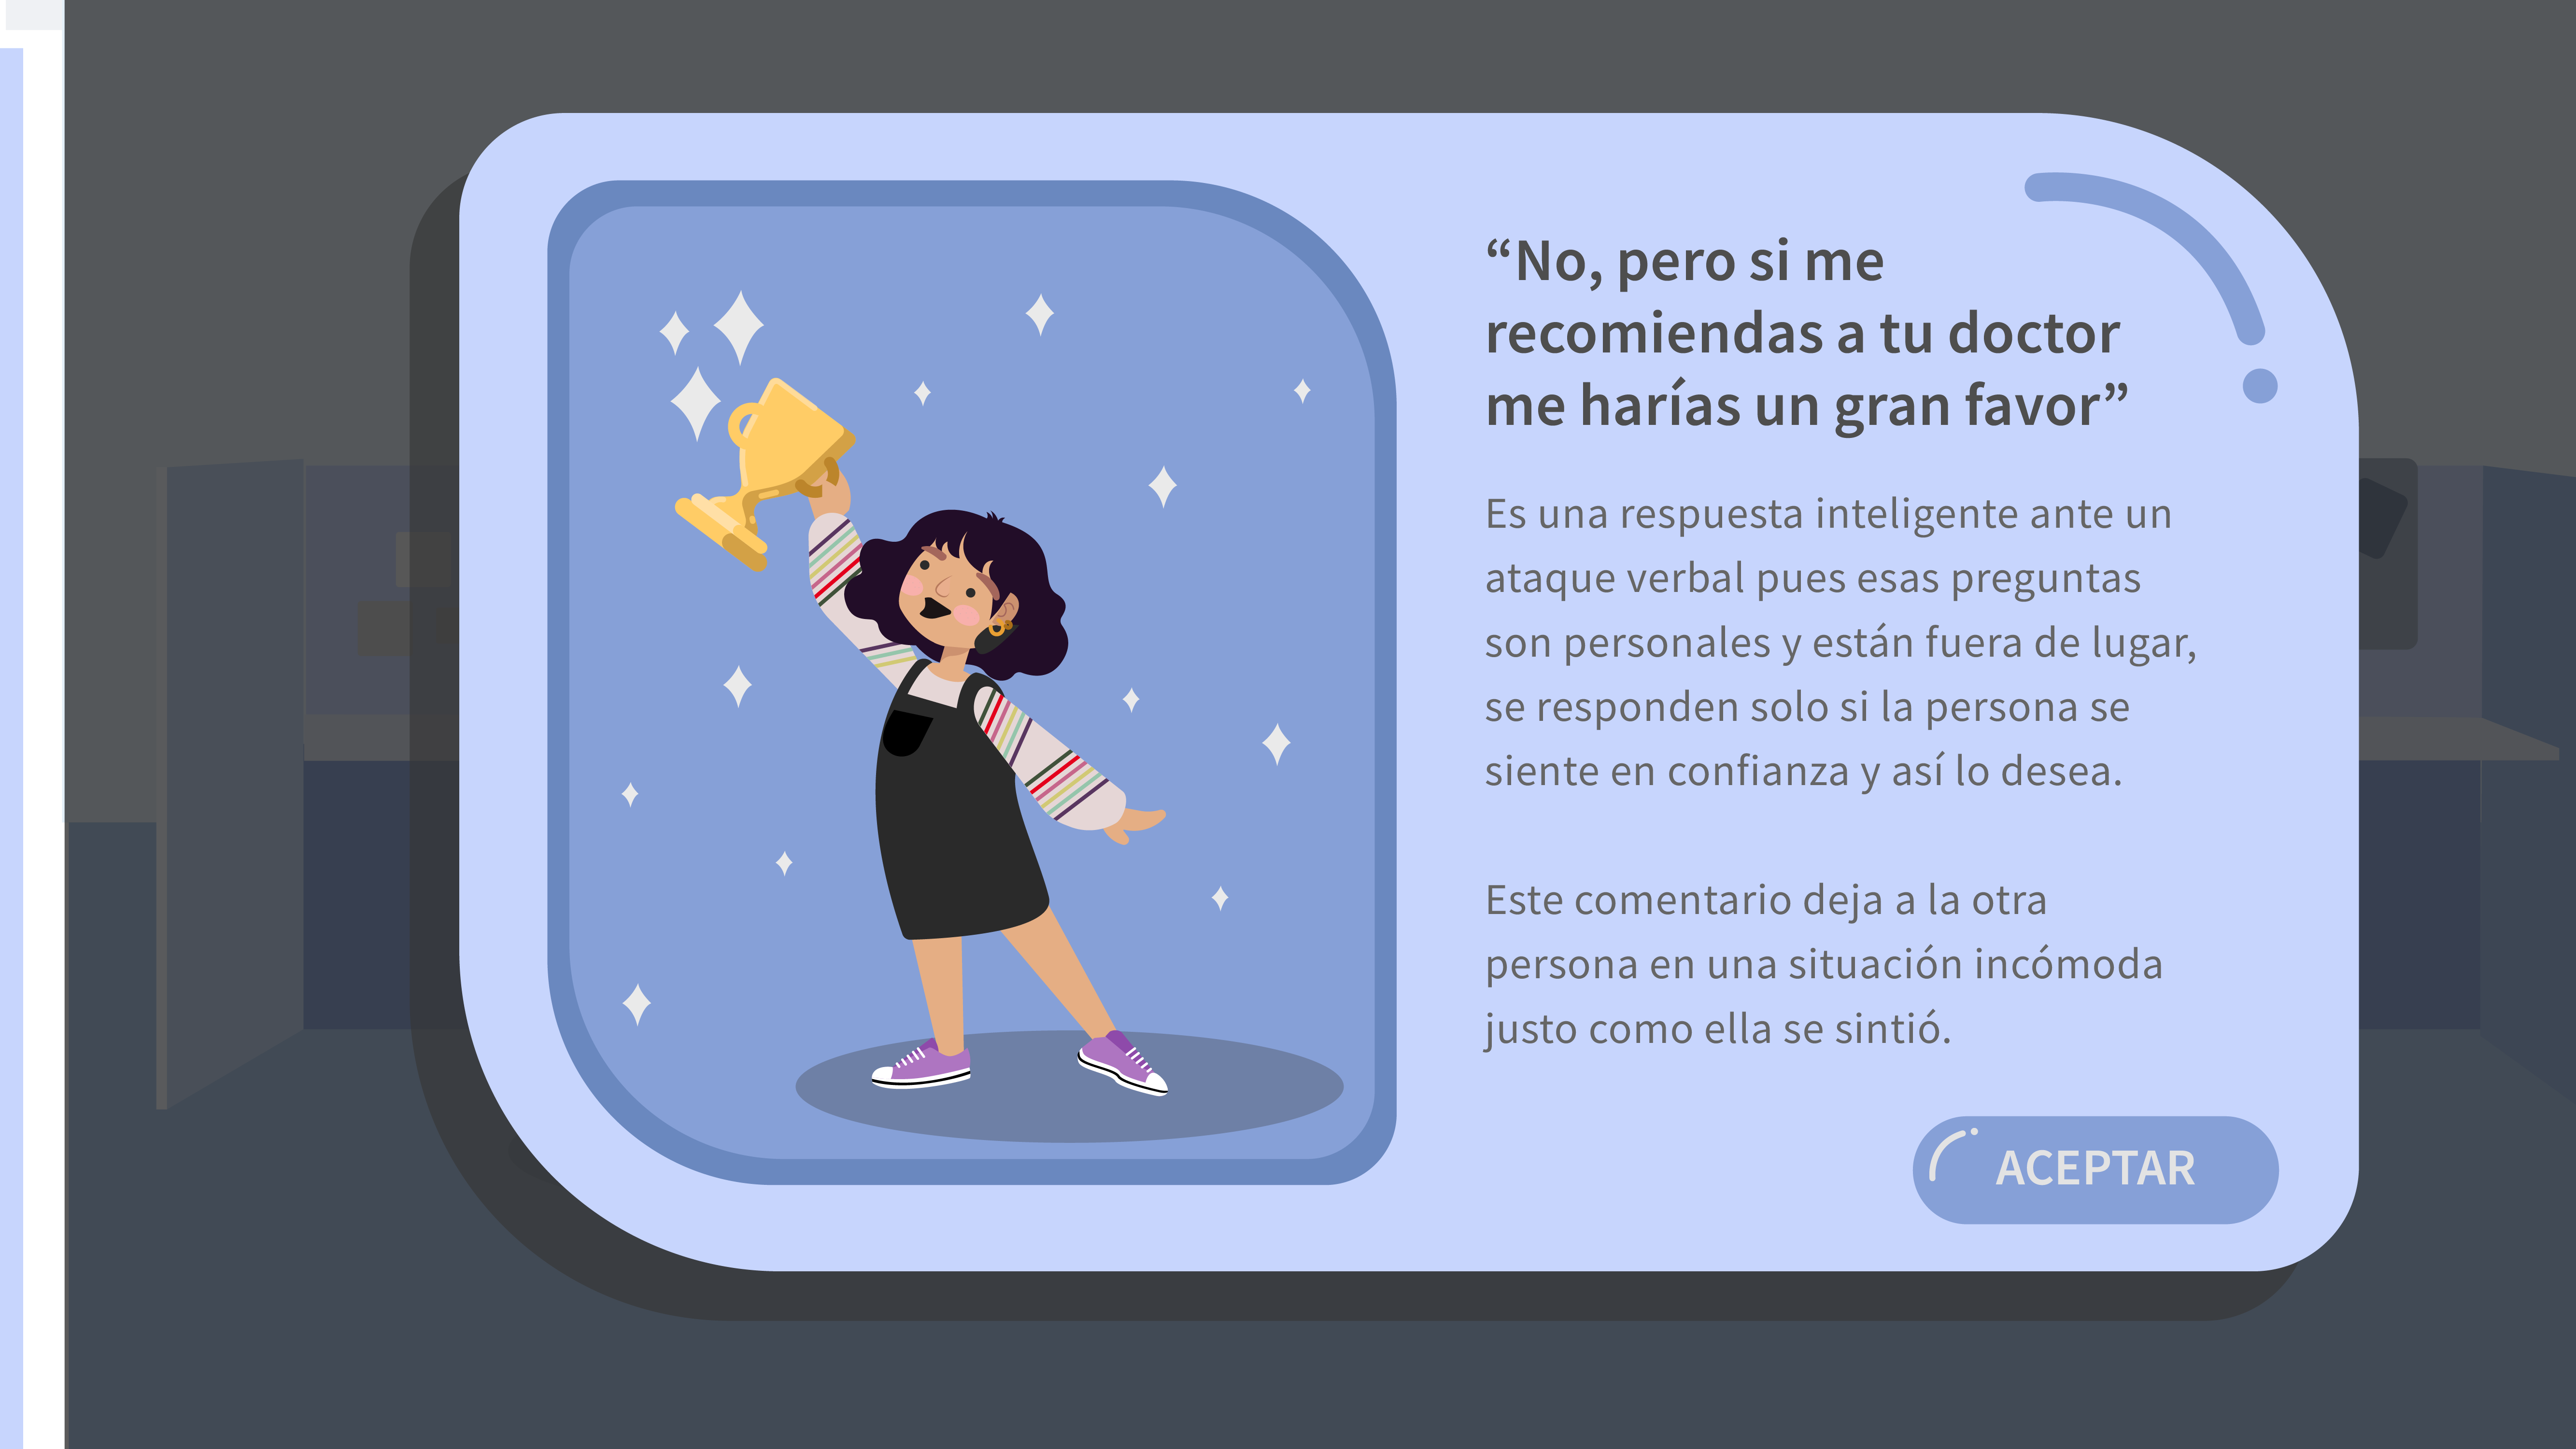 “No, pero si me
recomiendas a tu doctor
me harías un gran favor”
Es una respuesta inteligente ante un
ataque verbal pues esas preguntas
son personales y están fuera de lugar,
se responden solo si la persona se
siente en confianza y así lo desea.
Este comentario deja a la otra
persona en una situación incómoda
justo como ella se sintió.
ACEPTAR